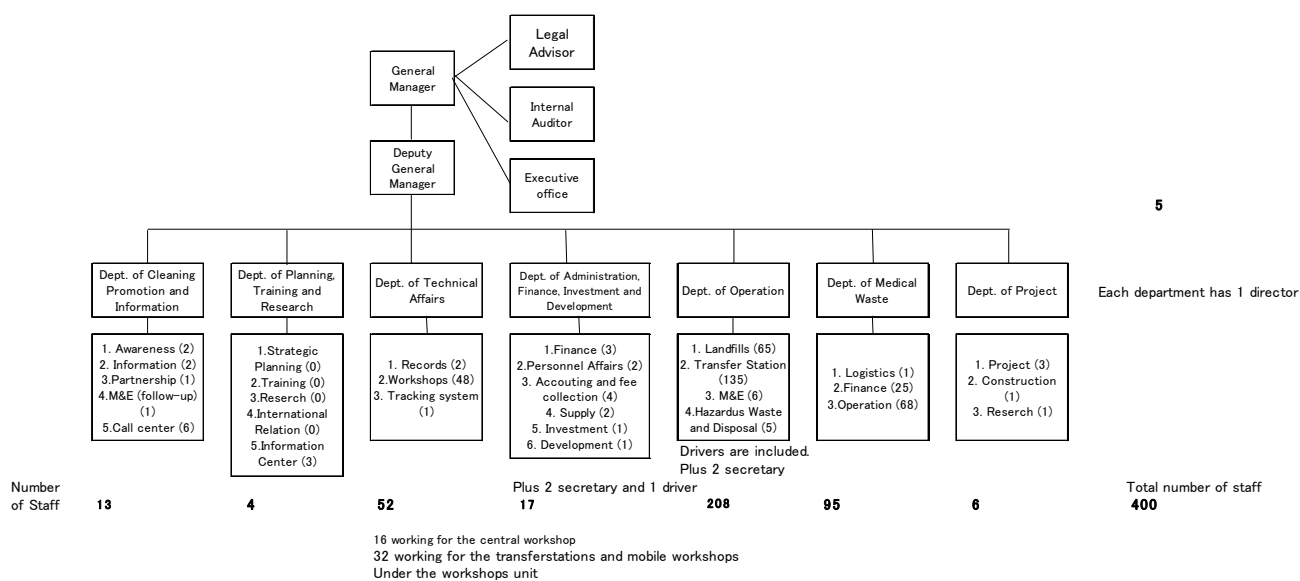 Legal
Advisor
General
Manager
Internal
Auditor
Deputy
General
Manager
Executive
office
5
Dept. of Cleaning
Promotion and
Information
Dept. of Planning,
Training and
Research
Dept. of Technical
Affairs
Dept. of Administration,
Finance, Investment and
Development
Dept. of Operation
Dept. of Medical
Waste
Dept. of Project
Each department has 1 director
1. Awareness (2)
2. Information (2)
3.Partnership (1)
4.M&E (follow-up)
(1)
5.Call center (6)
1.Strategic
Planning (0)
2.Training (0)
3.Reserch (0)
4.International
Relation (0)
5.Information
Center (3)
1. Records (2)
2.Workshops (48)
3. Tracking system
(1)
1.Finance (3)
2.Personnel Affairs (2)
3. Accouting and fee
collection (4)
4. Supply (2)
5. Investment (1)
6. Development (1)
1. Landfills (65)
2. Transfer Station
(135)
3. M&E (6)
4.Hazardus Waste
and Disposal (5)
1. Logistics (1)
2.Finance (25)
3.Operation (68)
1. Project (3)
2. Construction
(1)
3. Reserch (1)
Drivers are included.
Plus 2 secretary
Plus 2 secretary and 1 driver
Number
of Staff
13
4
52
17
208
95
6
Total number of staff
400
16 working for the central workshop
32 working for the transferstations and mobile workshops
Under the workshops unit